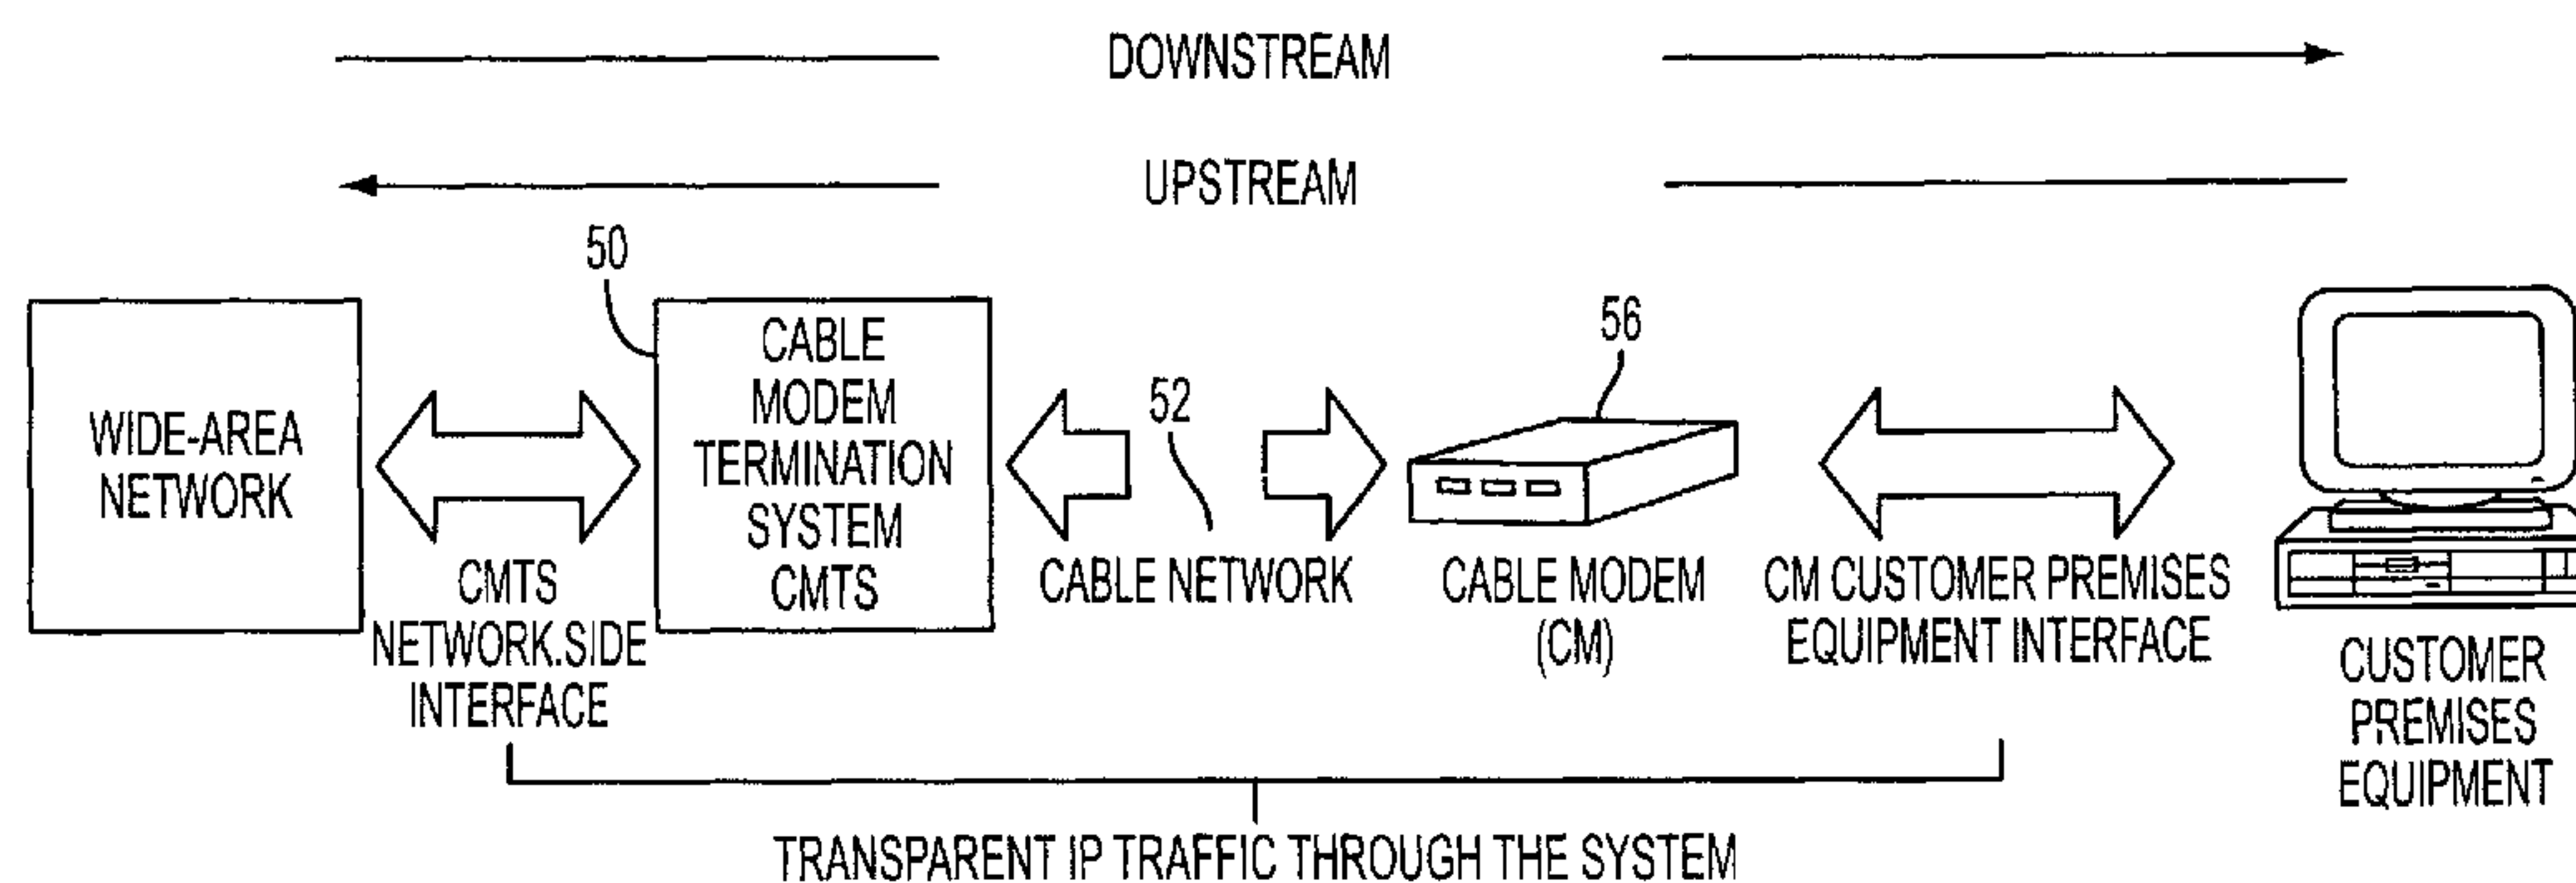 DOWNSTREAM
UPSTREAM
50
WIDE-AREA
NETWORK
CMTS
NETWORK.SIDE
INTERFACE
CABLE
MODEM
TERMINATION
SYSTEM
CMTS
52
CABLE NETWORK
56
CABLE MODEM
(CM)
CM CUSTOMER PREMISES
EQUIPMENT INTERFACE
CUSTOMER
PREMISES
EQUIPMENT
TRANSPARENT IP TRAFFIC THROUGH THE SYSTEM